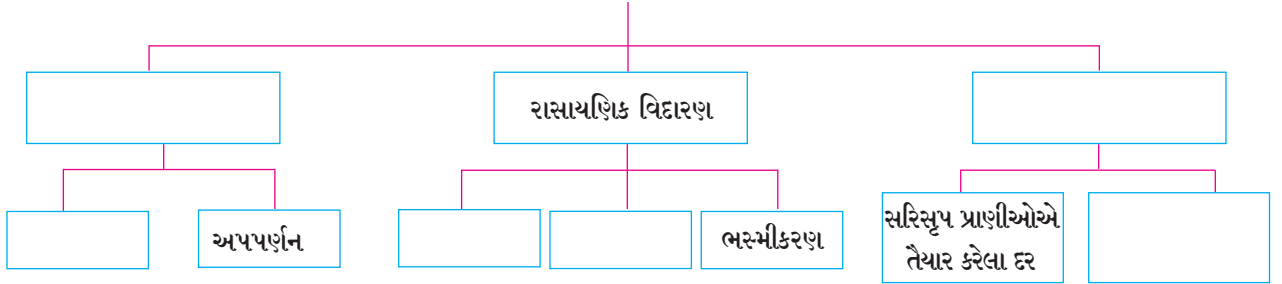 રાસાયણિક વિદારણ
અપપર્ણન
ભસ્મીકરણ
સરિસૃપ પ્રાણીઓએ
તૈયાર કરેલા દર